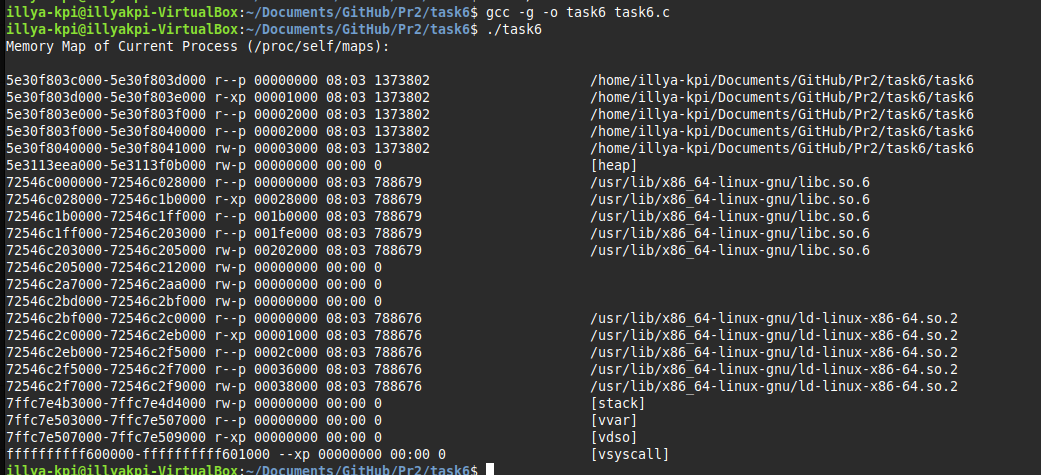 illya-kpi@illyakpi-VirtualBox:~/Documents/GitHub/Pr2/task6$ gcc -g -o task6 task6.c
illya-kpi@illyakpi-VirtualBox:~/Documents/GitHub/Pr2/task6$ ./task6
Memory Map of Current Process (/proc/self/maps):
5e30f803c000-5e30f803d000 r--p 00000000 08:03 1373802 /home/illya-kpi/Documents/GitHub/Pr2/task6/task6
5e30f803d000-5e30f803e000 r-xp 00001000 08:03 1373802 /home/illya-kpi/Documents/GitHub/Pr2/task6/task6
5e30f803e000-5e30f803f000 r--p 00002000 08:03 1373802 /home/illya-kpi/Documents/GitHub/Pr2/task6/task6
5e30f803f000-5e30f8040000 r--p 00002000 08:03 1373802 /home/illya-kpi/Documents/GitHub/Pr2/task6/task6
5e30f8040000-5e30f8041000 rw-p 00003000 08:03 1373802 /home/illya-kpi/Documents/GitHub/Pr2/task6/task6
5e3113eea000-5e3113f0b000 rw-p 00000000 00:00 0 [heap]
72546c000000-72546c028000 r--p 00000000 08:03 788679 /usr/lib/x86_64-linux-gnu/libc.so.6
72546c028000-72546c1b0000 r-xp 00028000 08:03 788679 /usr/lib/x86_64-linux-gnu/libc.so.6
72546c1b0000-72546c1ff000 r--p 001b0000 08:03 788679 /usr/lib/x86_64-linux-gnu/libc.so.6
72546c1ff000-72546c203000 r--p 001fe000 08:03 788679 /usr/lib/x86_64-linux-gnu/libc.so.6
72546c203000-72546c205000 rw-p 00202000 08:03 788679 /usr/lib/x86_64-linux-gnu/libc.so.6
72546c205000-72546c212000 rw-p 00000000 00:00 0
72546c2a7000-72546c2aa000 rw-p 00000000 00:00 0
72546c2bd000-72546c2bf000 rw-p 00000000 00:00 0
72546c2bf000-72546c2c0000 r--p 00000000 08:03 788676 /usr/lib/x86_64-linux-gnu/ld-linux-x86-64.so.2
72546c2c0000-72546c2eb000 r-xp 00001000 08:03 788676 /usr/lib/x86_64-linux-gnu/ld-linux-x86-64.so.2
72546c2eb000-72546c2f5000 r--p 0002c000 08:03 788676 /usr/lib/x86_64-linux-gnu/ld-linux-x86-64.so.2
72546c2f5000-72546c2f7000 r--p 00036000 08:03 788676 /usr/lib/x86_64-linux-gnu/ld-linux-x86-64.so.2
72546c2f7000-72546c2f9000 rw-p 00038000 08:03 788676 /usr/lib/x86_64-linux-gnu/ld-linux-x86-64.so.2
7ffc7e4b3000-7ffc7e4d4000 rw-p 00000000 00:00 0 [stack]
7ffc7e503000-7ffc7e507000 r--p 00000000 00:00 0 [vvar]
7ffc7e507000-7ffc7e509000 r-xp 00000000 00:00 0 [vdso]
ffffffffff600000-ffffffffff601000 --xp 00000000 00:00 0 [vsyscall]
illya-kpi@illyakpi-VirtualBox:~/Documents/GitHub/Pr2/task6$